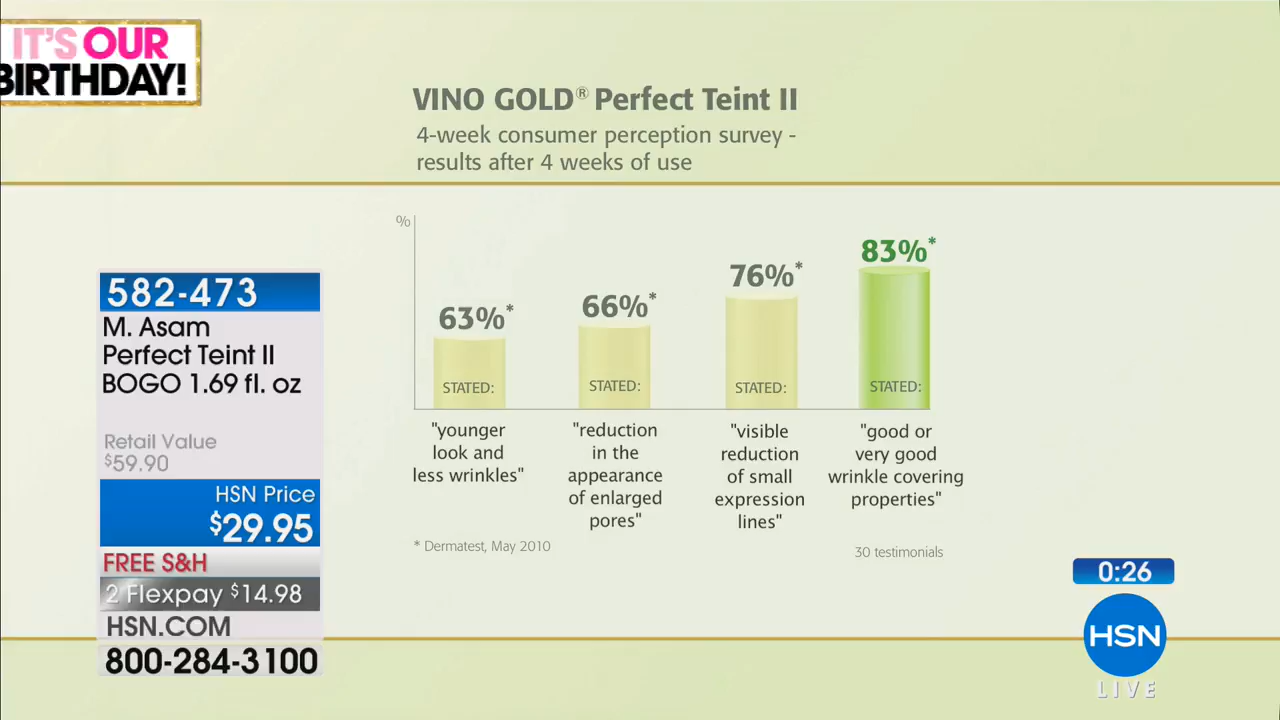 IT'S OUR
BIRTHDAY!
VINO GOLD® Perfect Teint II
4-week consumer perception survey -
results after 4 weeks of use
%
63%*
66%*
76%*
83%*
STATED:
STATED:
STATED:
STATED:
"younger
look and
less wrinkles"
"reduction
in the
appearance
of enlarged
pores"
"visible
reduction
of small
expression
lines"
"good or
very good
wrinkle covering
properties"
* Dermatest, May 2010
30 testimonials
582-473
M. Asam
Perfect Teint II
BOGO 1.69 fl. oz
Retail Value
$59.90
HSN Price
$29.95
FREE S&H
2 Flexpay $14.98
HSN.COM
800-284-3100
0:26
HSN
LIVE